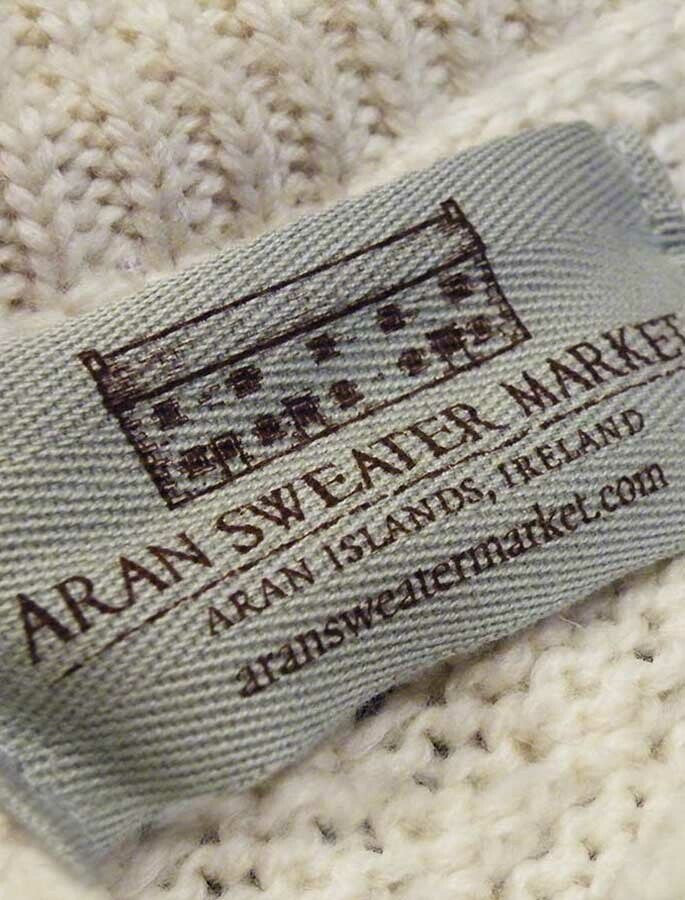 ARAN SWEATER MARKET
ARAN ISLANDS, IRELAND
aransweatermarket.com